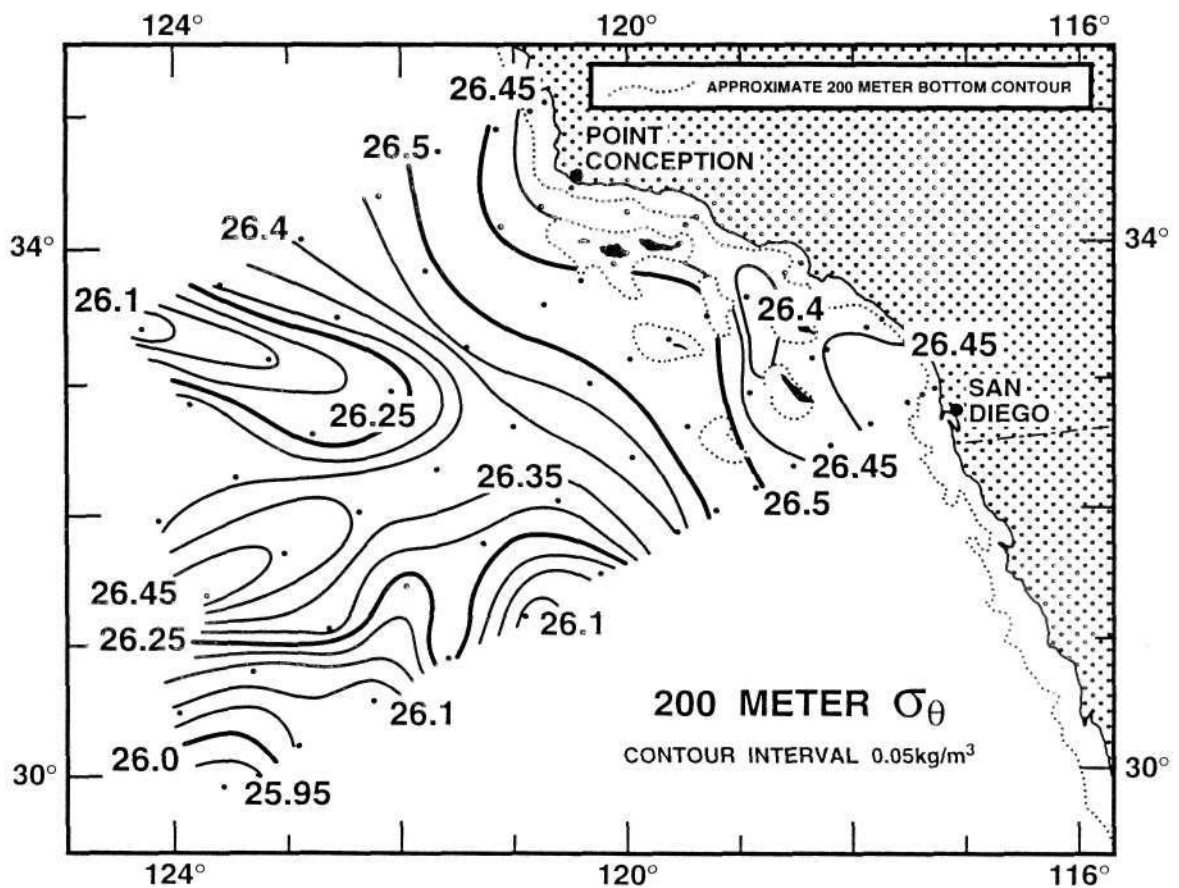 124° 120° 116°
26.45
APPROXIMATE 200 METER BOTTOM CONTOUR
POINT
CONCEPTION
26.5
34° 26.4 34°
26.1
26.4
26.45
SAN
DIEGO
26.25
26.35
26.45
26.5
26.45
26.25
26.1
26.1
200 METER σθ
CONTOUR INTERVAL 0.05kg/m³
26.0
30° 30°
25.95
124° 120° 116°